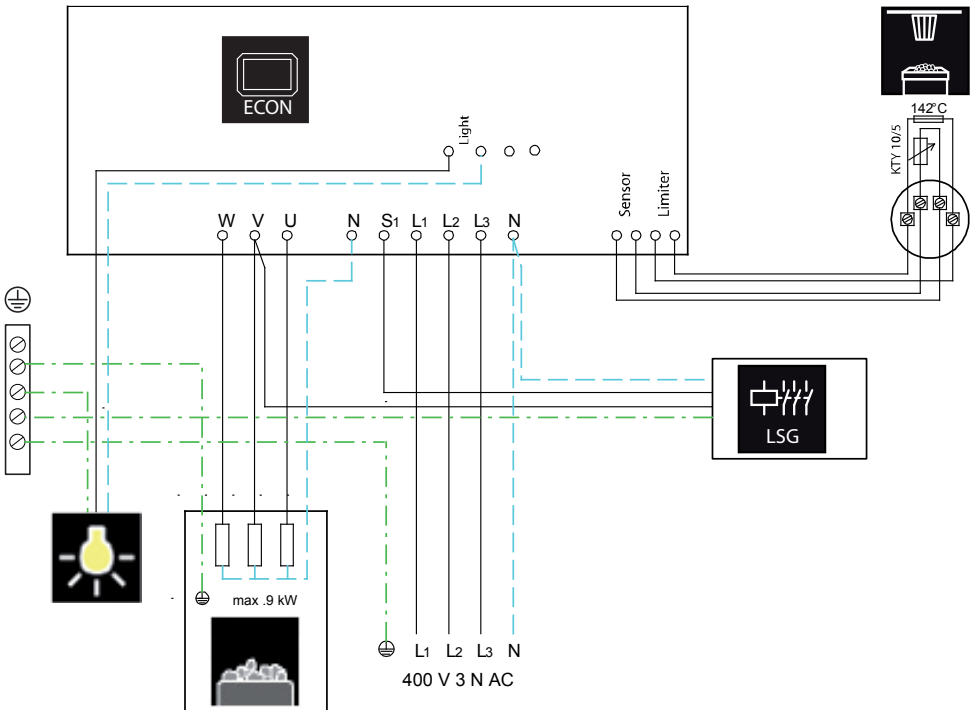 ECON
Light
142°C
KTY 10/5
Sensor
Limiter
W V U N S1 L1 L2 L3 N
LSG
max .9 kW
L1 L2 L3 N
400 V 3 N AC